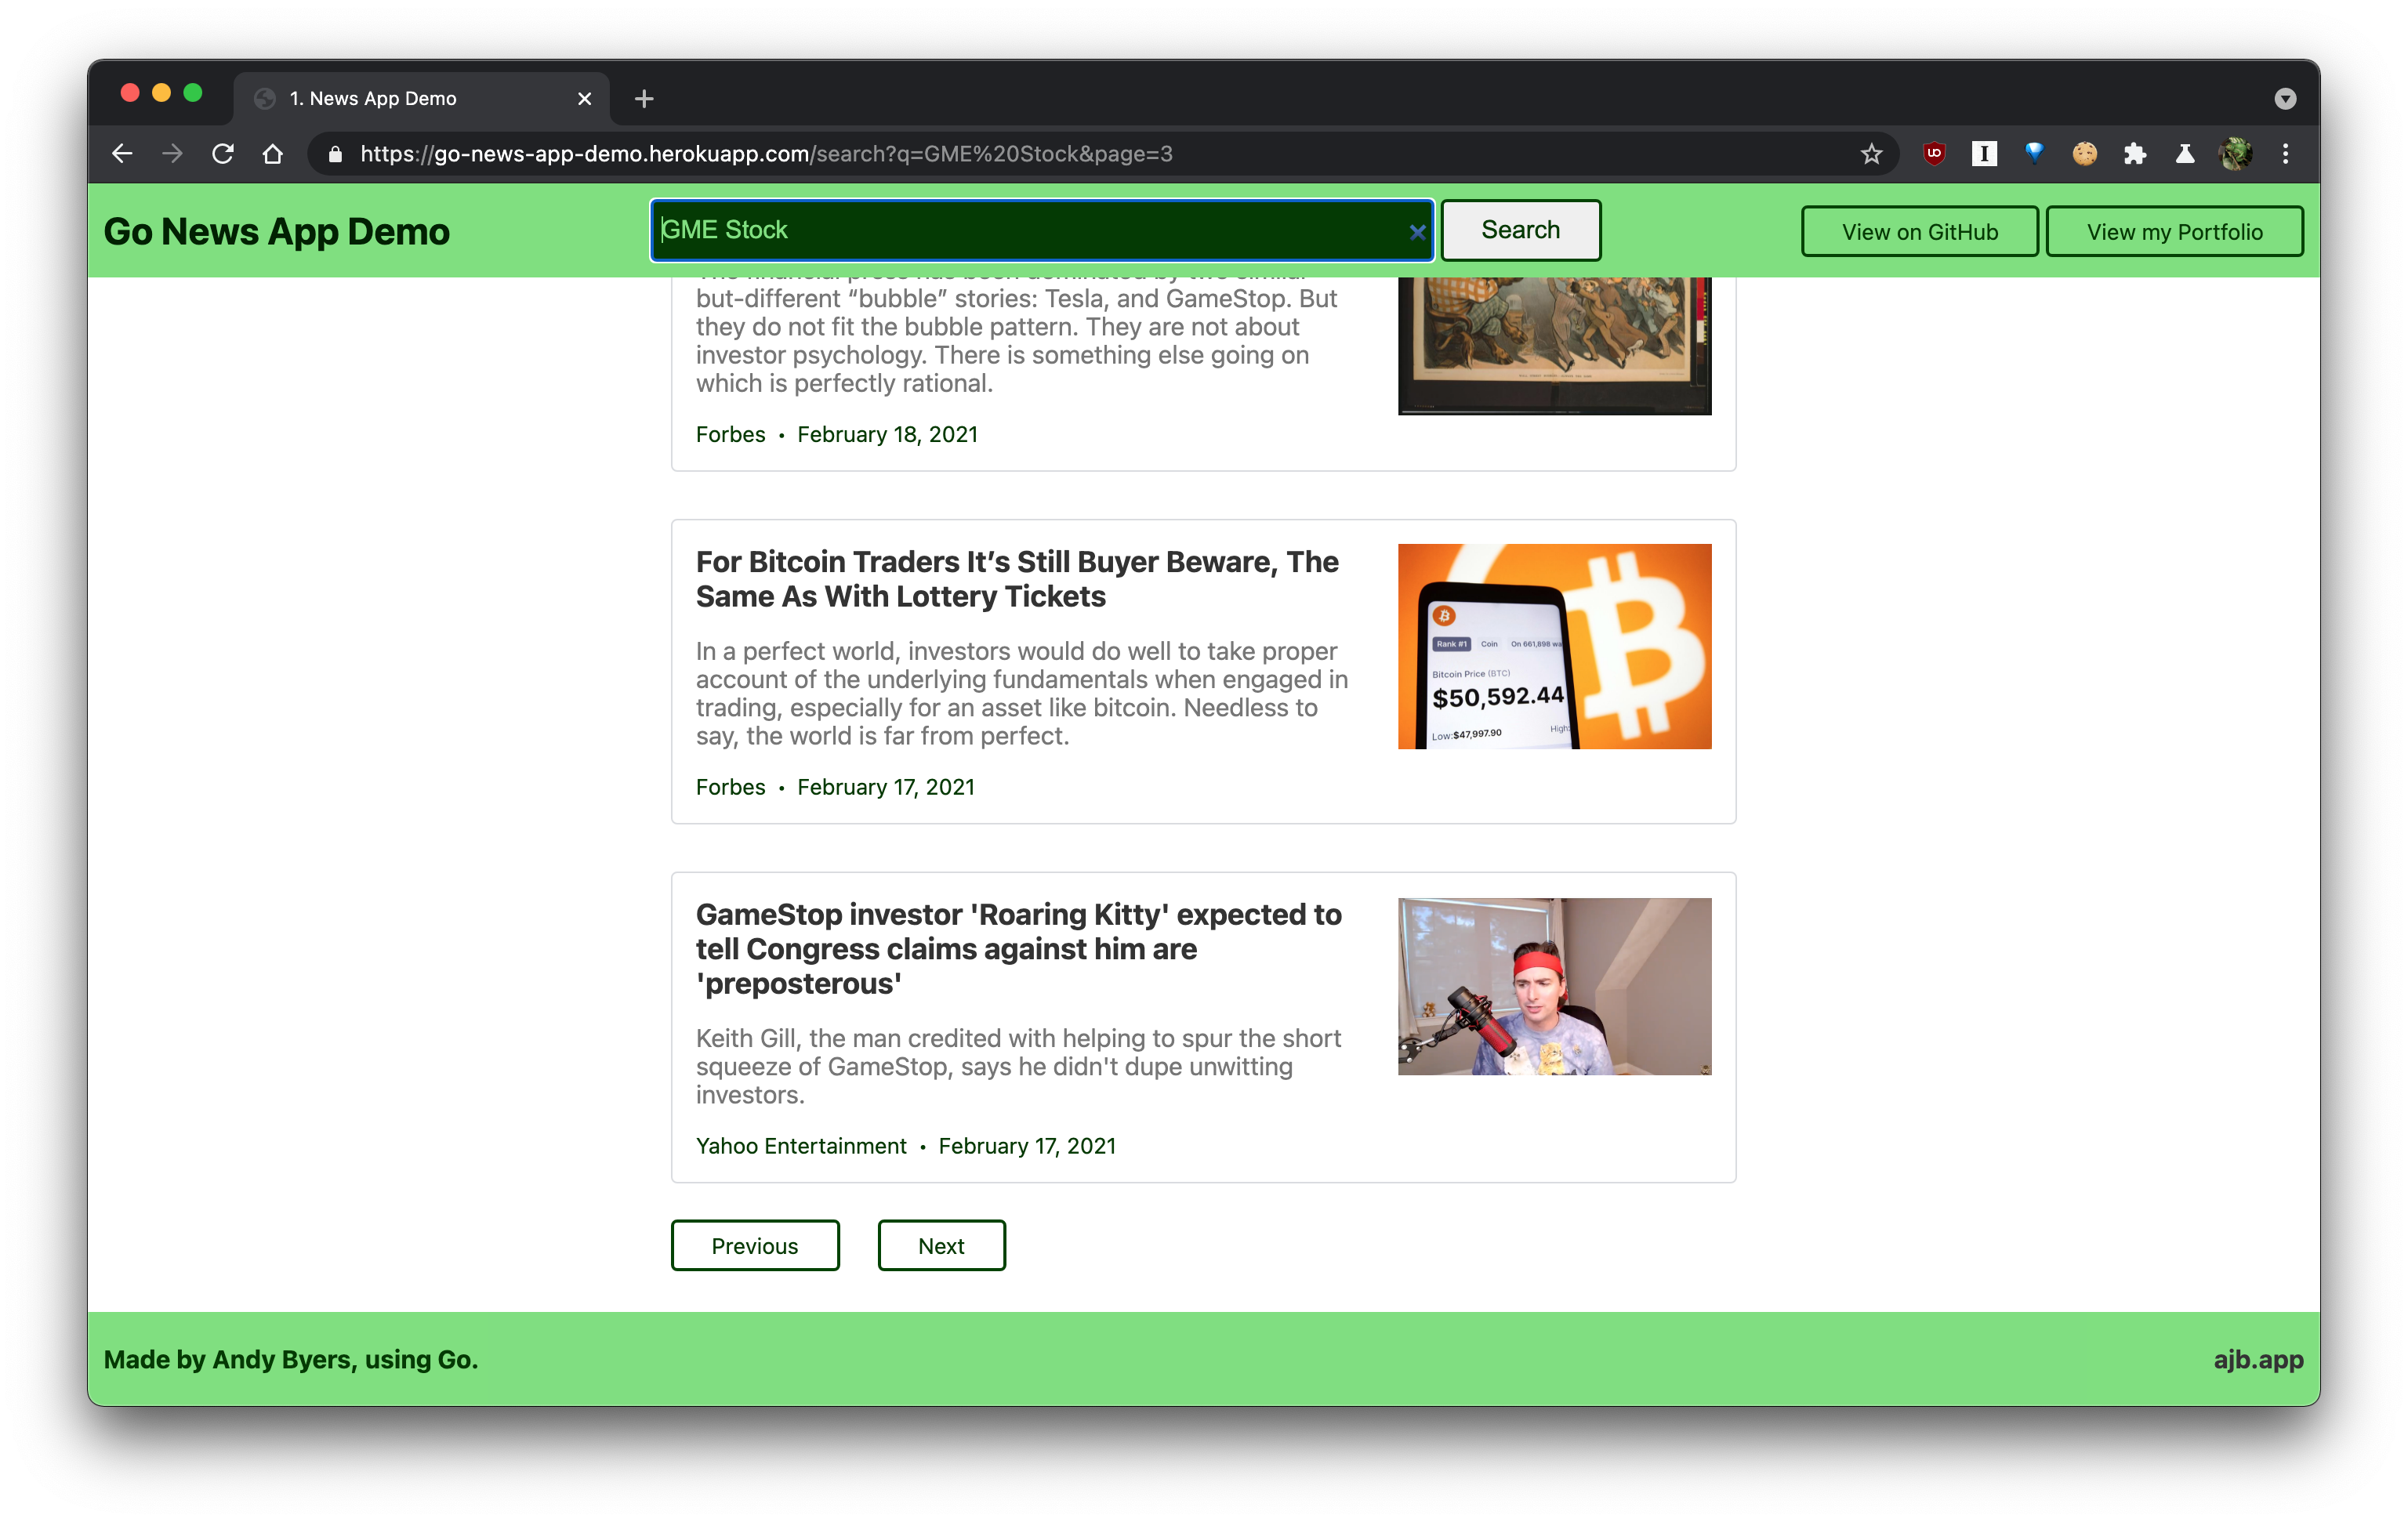 1. News App Demo
https://go-news-app-demo.herokuapp.com/search?q=GME%20Stock&page=3
Go News App Demo
GME Stock
Search
View on GitHub
View my Portfolio
The financial press has been dominated by two similar-
but-different “bubble” stories: Tesla, and GameStop. But
they do not fit the bubble pattern. They are not about
investor psychology. There is something else going on
which is perfectly rational.
Forbes • February 18, 2021
For Bitcoin Traders It’s Still Buyer Beware, The
Same As With Lottery Tickets
In a perfect world, investors would do well to take proper
account of the underlying fundamentals when engaged in
trading, especially for an asset like bitcoin. Needless to
say, the world is far from perfect.
Forbes • February 17, 2021
Rank #1 Coin On 661,898
Bitcoin Price (BTC)
$50,592.44
Low:$47,997.90 High:
GameStop investor 'Roaring Kitty' expected to
tell Congress claims against him are
'preposterous'
Keith Gill, the man credited with helping to spur the short
squeeze of GameStop, says he didn't dupe unwitting
investors.
Yahoo Entertainment • February 17, 2021
Previous
Next
Made by Andy Byers, using Go.
ajb.app